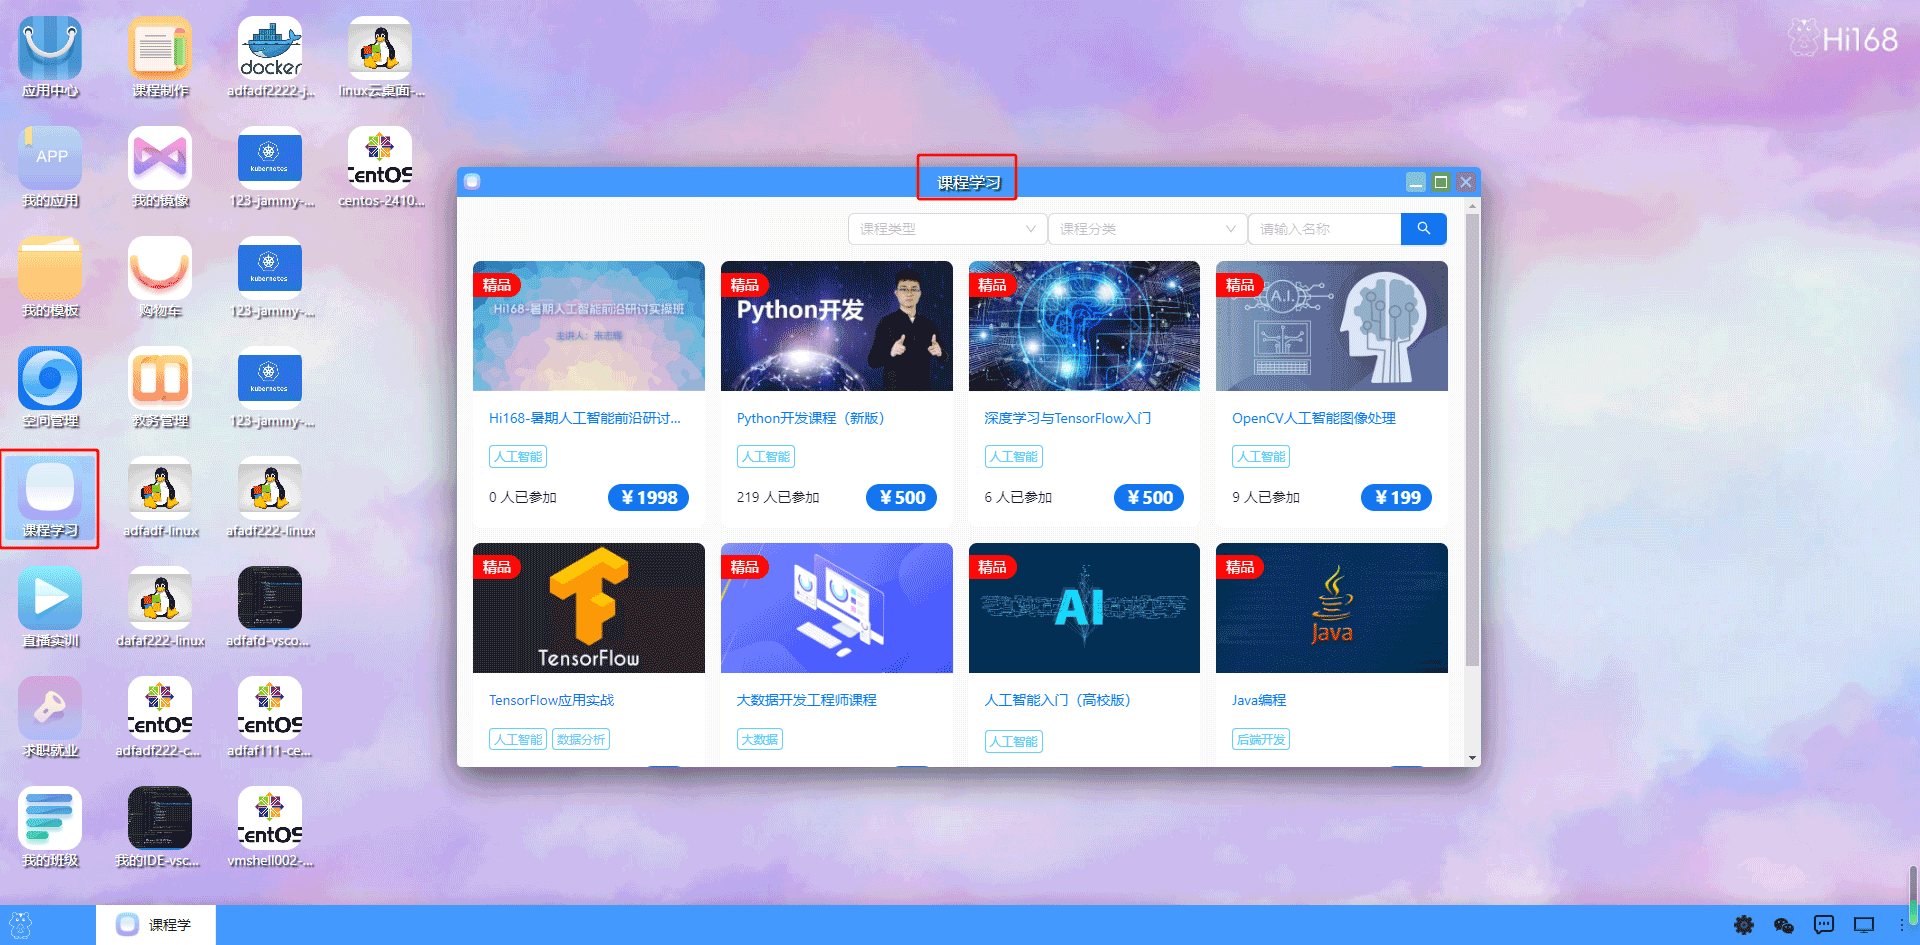 应用中心
课程制作
docker
adfadf2222-j...
linux云桌面-...
Hi168
APP
我的应用
我的镜像
kubernetes
123-jammy-...
CentOS
centos-2410...
我的模板
购物车
kubernetes
123-jammy-...
空间管理
教务管理
kubernetes
123-jammy-...
课程学习
adfadf-linux
afadf222-linux
直播实训
dafaf222-linux
adfafd-vsco...
求职就业
CentOS
adfadf222-c...
CentOS
adfaf111-ce...
我的班级
我的IDE-vsc...
CentOS
vmshell002-...
课程学习
课程类型
课程分类
请输入名称
精品
Hi168-暑期人工智能前沿研讨实操班
Hi168-暑期人工智能前沿研讨...
人工智能
0 人已参加
￥1998
精品
Python开发
Python开发课程（新版）
人工智能
219 人已参加
￥500
精品
深度学习与TensorFlow入门
人工智能
6 人已参加
￥500
精品
A.I.
OpenCV人工智能图像处理
人工智能
9 人已参加
￥199
精品
TensorFlow
TensorFlow应用实战
人工智能
数据分析
精品
大数据开发工程师课程
大数据
精品
AI
人工智能入门（高校版）
人工智能
精品
Java
Java编程
后端开发
课程学